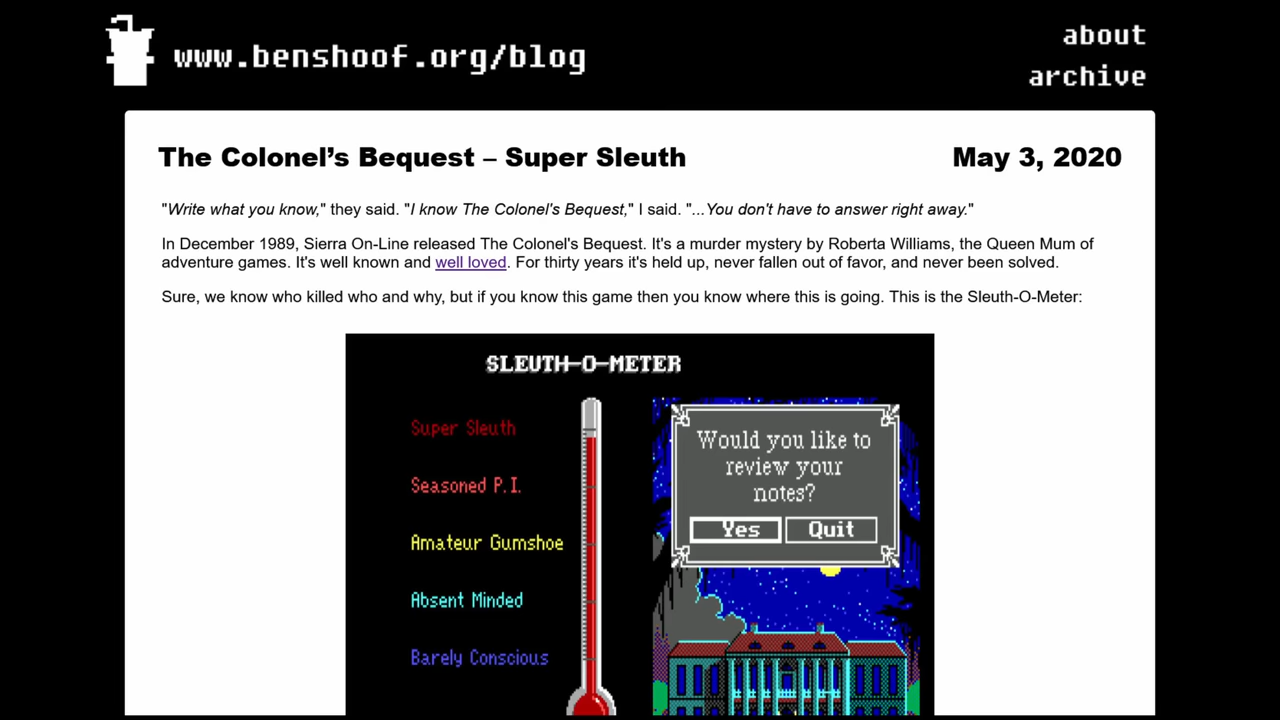 www.benshoof.org/blog
about
archive
The Colonel’s Bequest – Super Sleuth
May 3, 2020
"Write what you know," they said. "I know The Colonel's Bequest," I said. "...You don't have to answer right away."
In December 1989, Sierra On-Line released The Colonel's Bequest. It's a murder mystery by Roberta Williams, the Queen Mum of
adventure games. It's well known and well loved. For thirty years it's held up, never fallen out of favor, and never been solved.
Sure, we know who killed who and why, but if you know this game then you know where this is going. This is the Sleuth-O-Meter:
SLEUTH-O-METER
Super Sleuth
Seasoned P.I.
Amateur Gumshoe
Absent Minded
Barely Conscious
Would you like to
review your
notes?
Yes
Quit